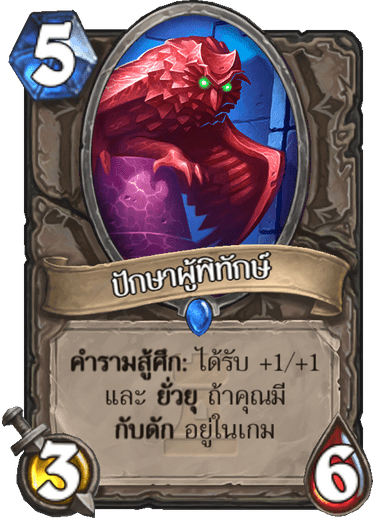 5
ปักษาผู้พิทักษ์
คำรามสู้ศึก: ได้รับ +1/+1
และ ยั่วยุ ถ้าคุณมี
กับดัก อยู่ในเกม
3
6